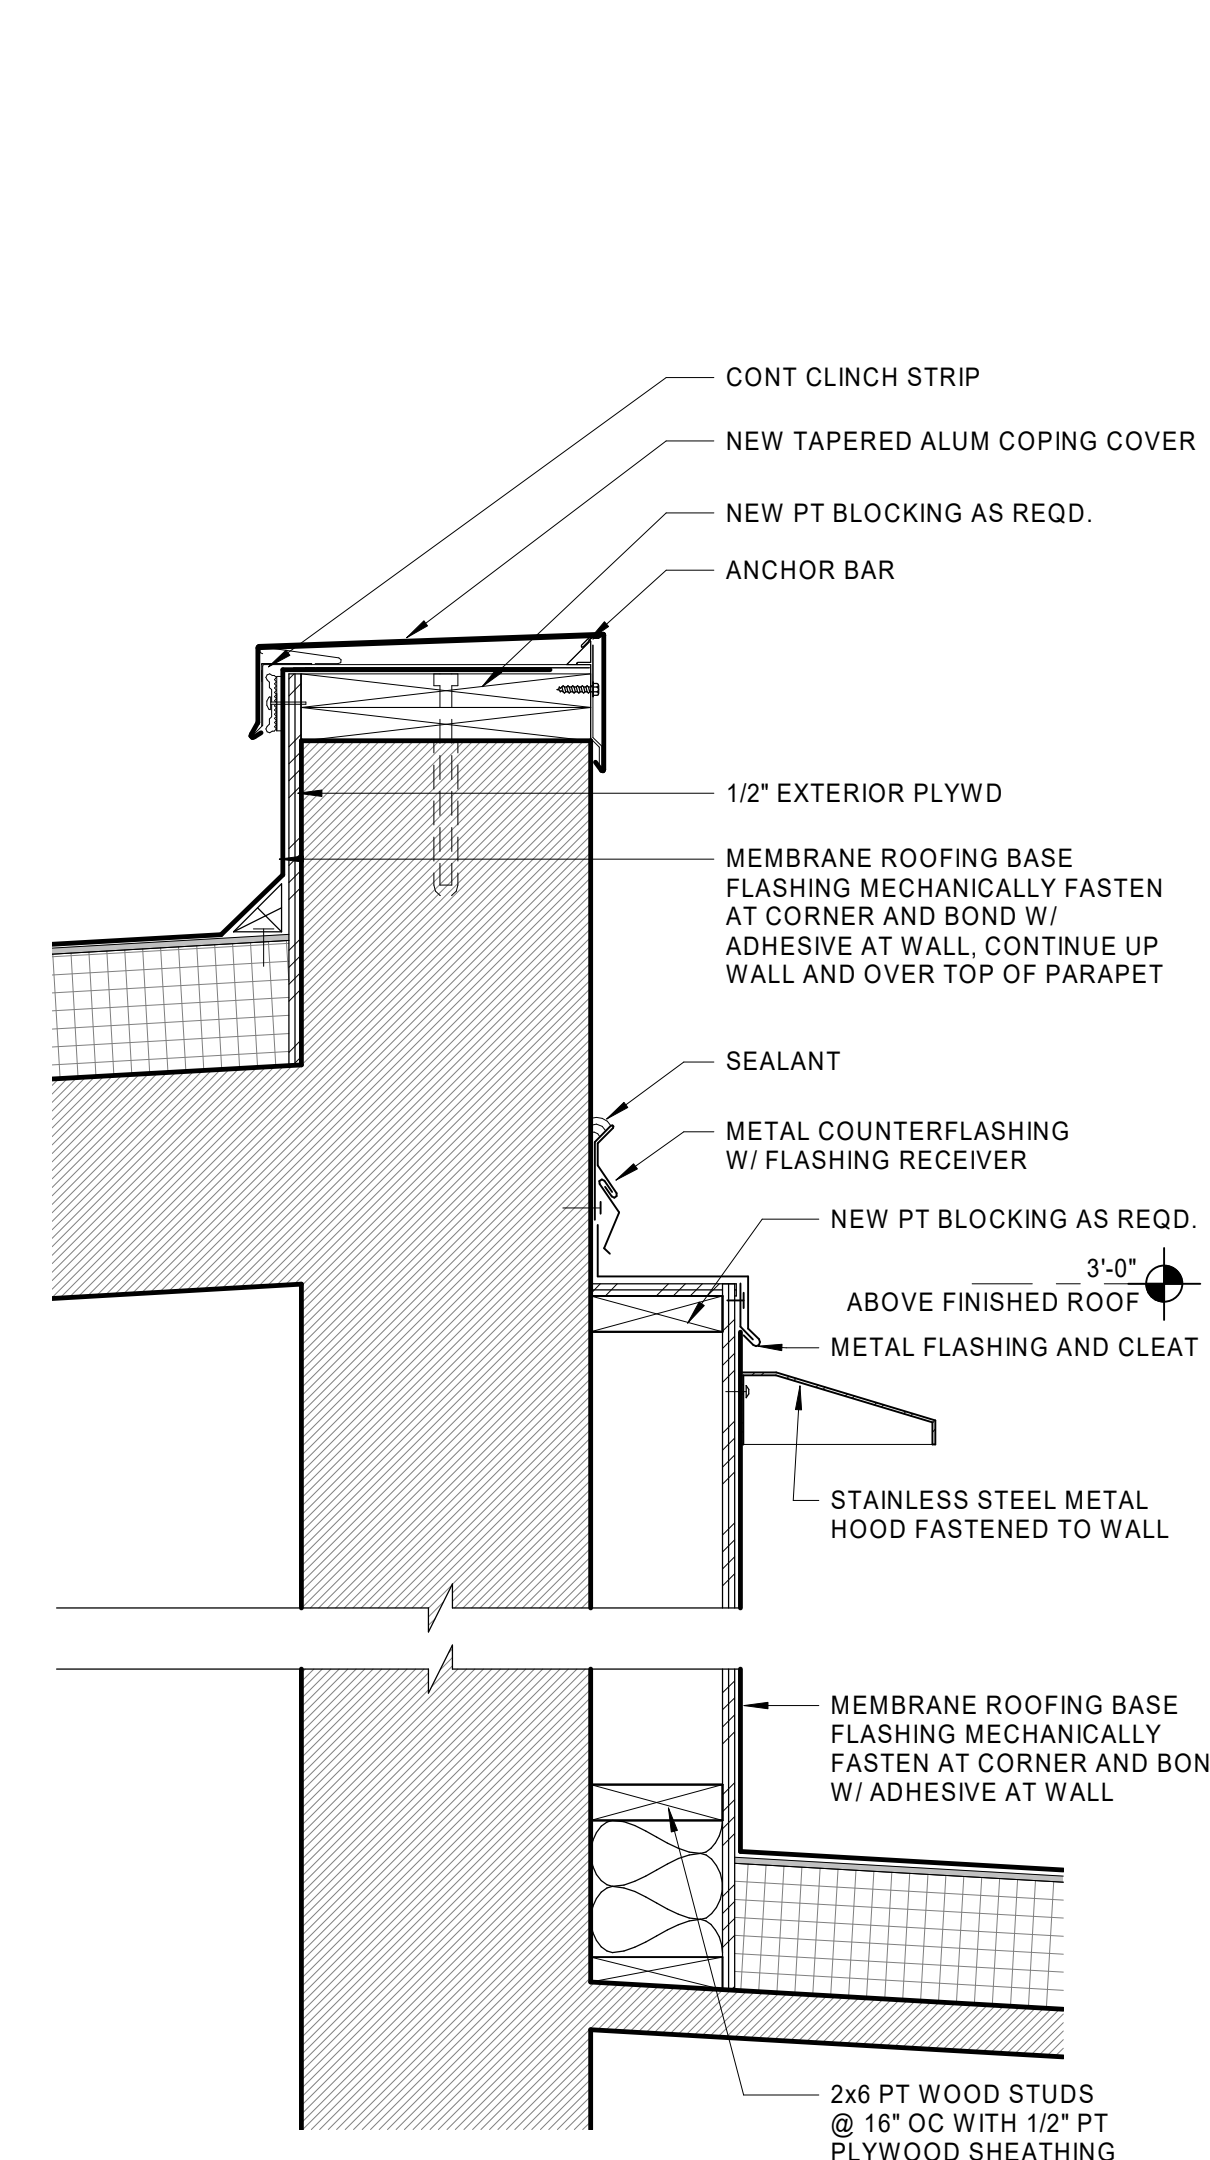 CONT CLINCH STRIP
NEW TAPERED ALUM COPING COVER
NEW PT BLOCKING AS REQD.
ANCHOR BAR
1/2" EXTERIOR PLYWD
MEMBRANE ROOFING BASE
FLASHING MECHANICALLY FASTEN
AT CORNER AND BOND W/
ADHESIVE AT WALL, CONTINUE UP
WALL AND OVER TOP OF PARAPET
SEALANT
METAL COUNTERFLASHING
W/ FLASHING RECEIVER
NEW PT BLOCKING AS REQD.
3'-0"
ABOVE FINISHED ROOF
METAL FLASHING AND CLEAT
STAINLESS STEEL METAL
HOOD FASTENED TO WALL
MEMBRANE ROOFING BASE
FLASHING MECHANICALLY
FASTEN AT CORNER AND BON
W/ ADHESIVE AT WALL
2x6 PT WOOD STUDS
@ 16" OC WITH 1/2" PT
PLYWOOD SHEATHING